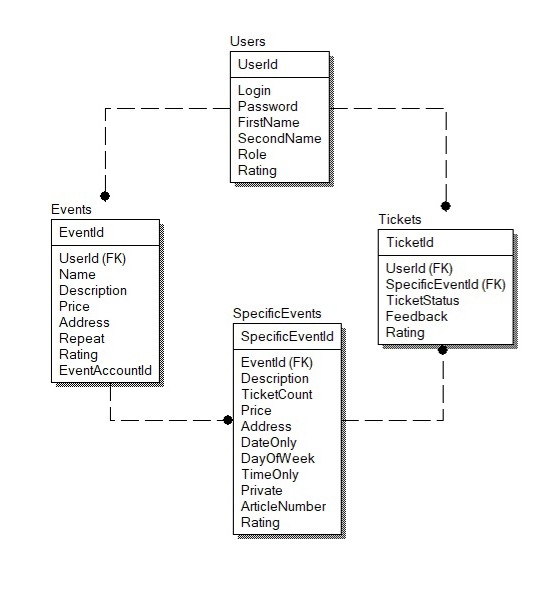 Users
UserId
Login
Password
FirstName
SecondName
Role
Rating
Events
EventId
UserId (FK)
Name
Description
Price
Address
Repeat
Rating
EventAccountId
Tickets
TicketId
UserId (FK)
SpecificEventId (FK)
TicketStatus
Feedback
Rating
SpecificEvents
SpecificEventId
EventId (FK)
Description
TicketCount
Price
Address
DateOnly
DayOfWeek
TimeOnly
Private
ArticleNumber
Rating